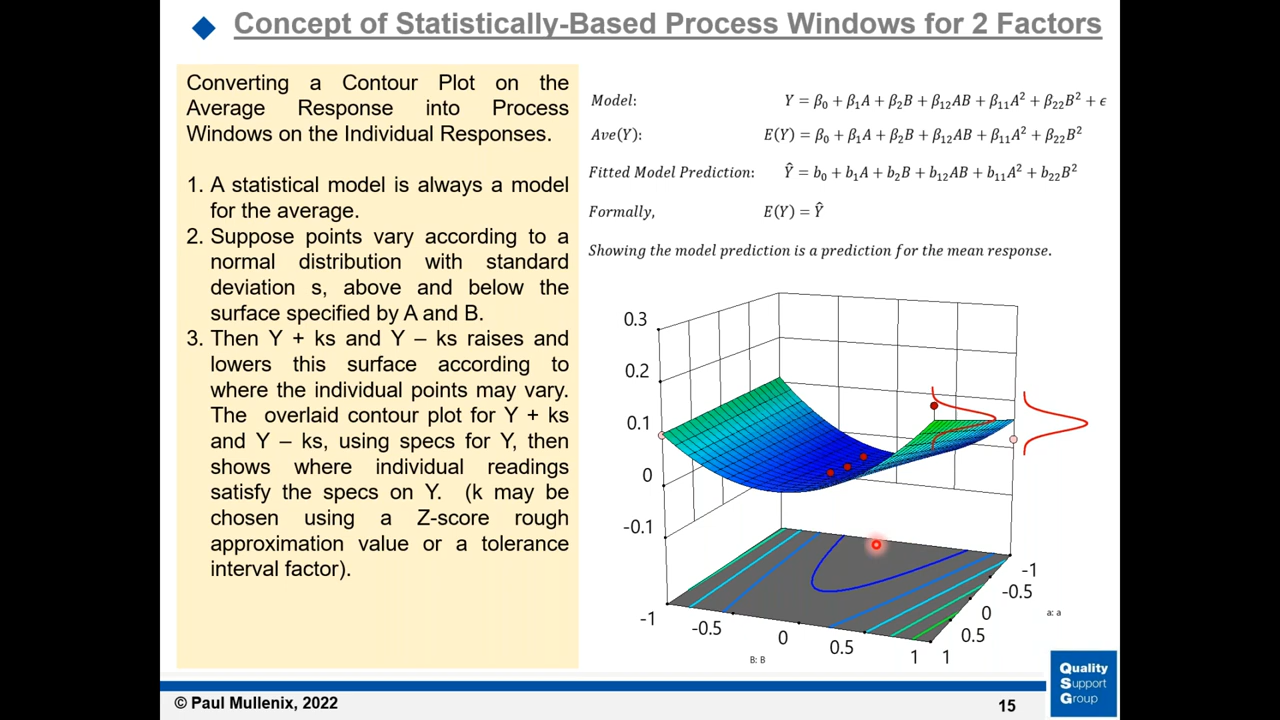 Concept of Statistically-Based Process Windows for 2 Factors
Converting a Contour Plot on the
Average Response into Process
Windows on the Individual Responses.
1. A statistical model is always a model
for the average.
2. Suppose points vary according to a
normal distribution with standard
deviation s, above and below the
surface specified by A and B.
3. Then Y + ks and Y – ks raises and
lowers this surface according to
where the individual points may vary.
The overlaid contour plot for Y + ks
and Y – ks, using specs for Y, then
shows where individual readings
satisfy the specs on Y. (k may be
chosen using a Z-score rough
approximation value or a tolerance
interval factor).
Model: Y = β₀ + β₁A + β₂B + β₁₂AB + β₁₁A² + β₂₂B² + ϵ
Ave(Y): E(Y) = β₀ + β₁A + β₂B + β₁₂AB + β₁₁A² + β₂₂B²
Fitted Model Prediction: Ŷ = b₀ + b₁A + b₂B + b₁₂AB + b₁₁A² + b₂₂B²
Formally, E(Y) = Ŷ
Showing the model prediction is a prediction for the mean response.
0.3
0.2
0.1
0
-0.1
-1
-0.5
0
0.5
1
B: B
-1
-0.5
0
0.5
1
a: a
Quality
Support
Group
© Paul Mullenix, 2022
15